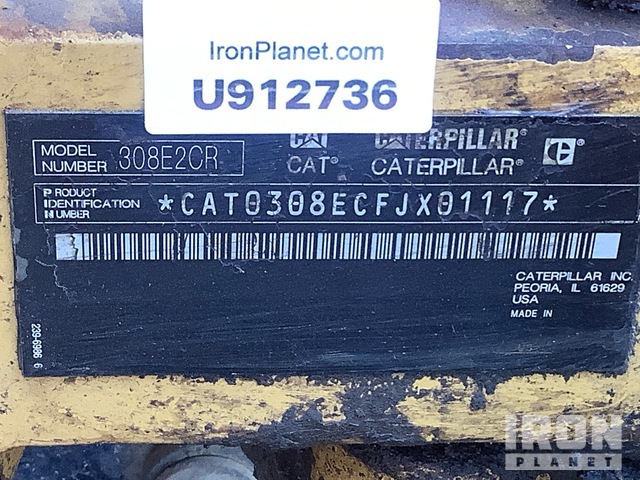 IronPlanet.com
U912736
MODEL
NUMBER 308E2CR
CAT CATERPILLAR
CAT® CATERPILLAR®
PRODUCT
IDENTIFICATION
NUMBER
*CAT0308ECFJX01117*
CATERPILLAR INC.
PEORIA, IL 61629
USA
MADE IN
239-6986 6
IRON
PLANET